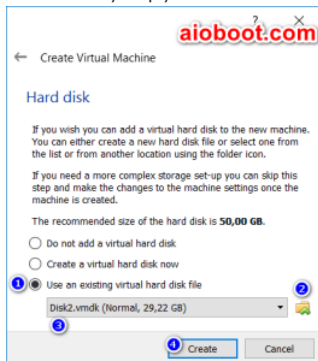 ?
aioboot.com
Create Virtual Machine
Hard disk
If you wish you can add a virtual hard disk to the new machine.
You can either create a new hard disk file or select one from
the list or from another location using the folder icon.
If you need a more complex storage set-up you can skip this
step and make the changes to the machine settings once the
machine is created.
The recommended size of the hard disk is 50,00 GB.
Do not add a virtual hard disk
Create a virtual hard disk now
1 Use an existing virtual hard disk file
2
Disk2.vmdk (Normal, 29,22 GB)
3
4 Create Cancel